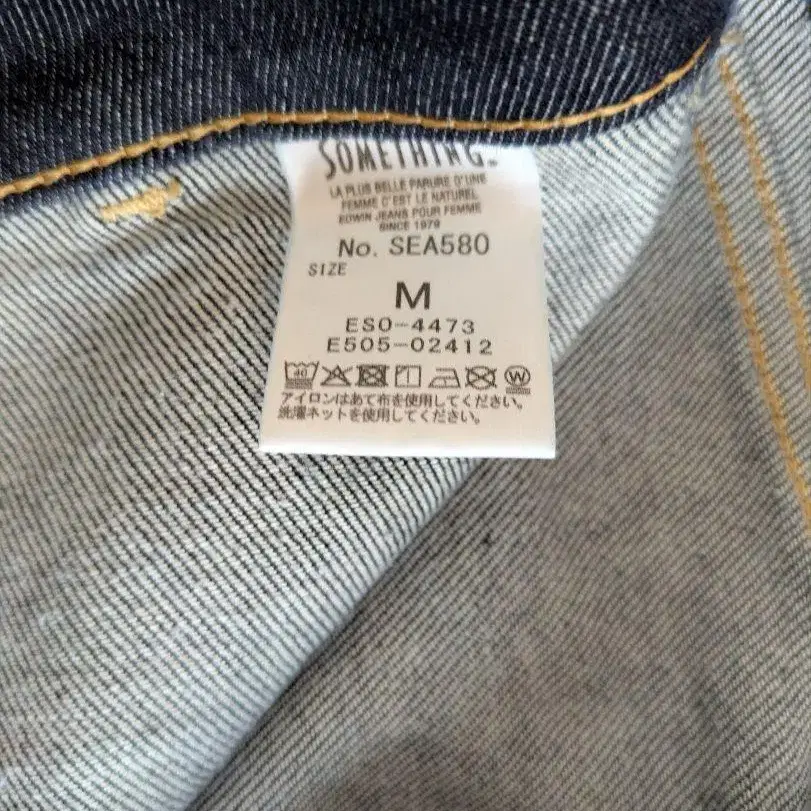 SOMETHING
LA PLUS BELLE PARURE D'UNE
FEMME D'EST LE NATUREL
EDWIN JEANS POUR FEMME
SINCE 1979
No. SEA580
SIZE
M
ESO-4473
E505-02412
40 W
アイロンはあて布を使用してください。
洗濯ネットを使用してください。